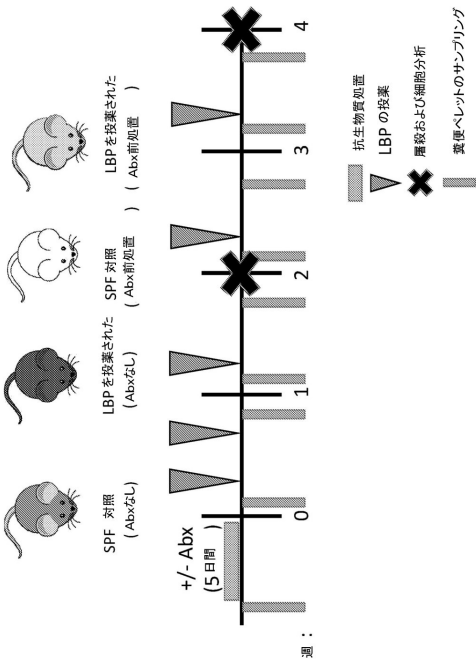 SPF 対照
(Abxなし)
LBPを投薬された
(Abxなし)
SPF 対照
(Abx前処置 )
LBPを投薬された
( Abx前処置 )
+/- Abx
(5日間 )
週 :
0
1
2
3
4
抗生物質処置
LBP の投薬
屠殺および細胞分析
糞便ペレットのサンプリング